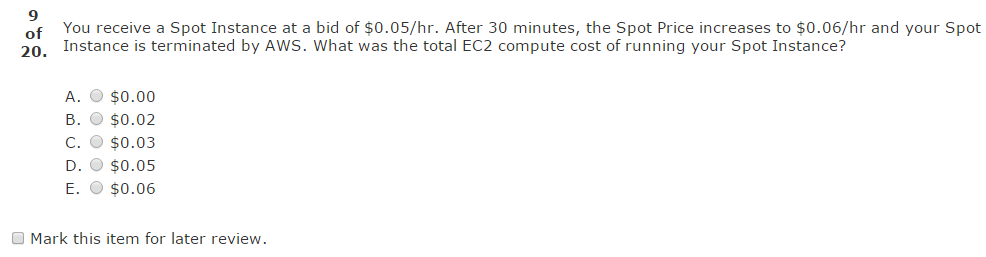 9
of
20.
You receive a Spot Instance at a bid of $0.05/hr. After 30 minutes, the Spot Price increases to $0.06/hr and your Spot
Instance is terminated by AWS. What was the total EC2 compute cost of running your Spot Instance?
A. $0.00
B. $0.02
C. $0.03
D. $0.05
E. $0.06
Mark this item for later review.